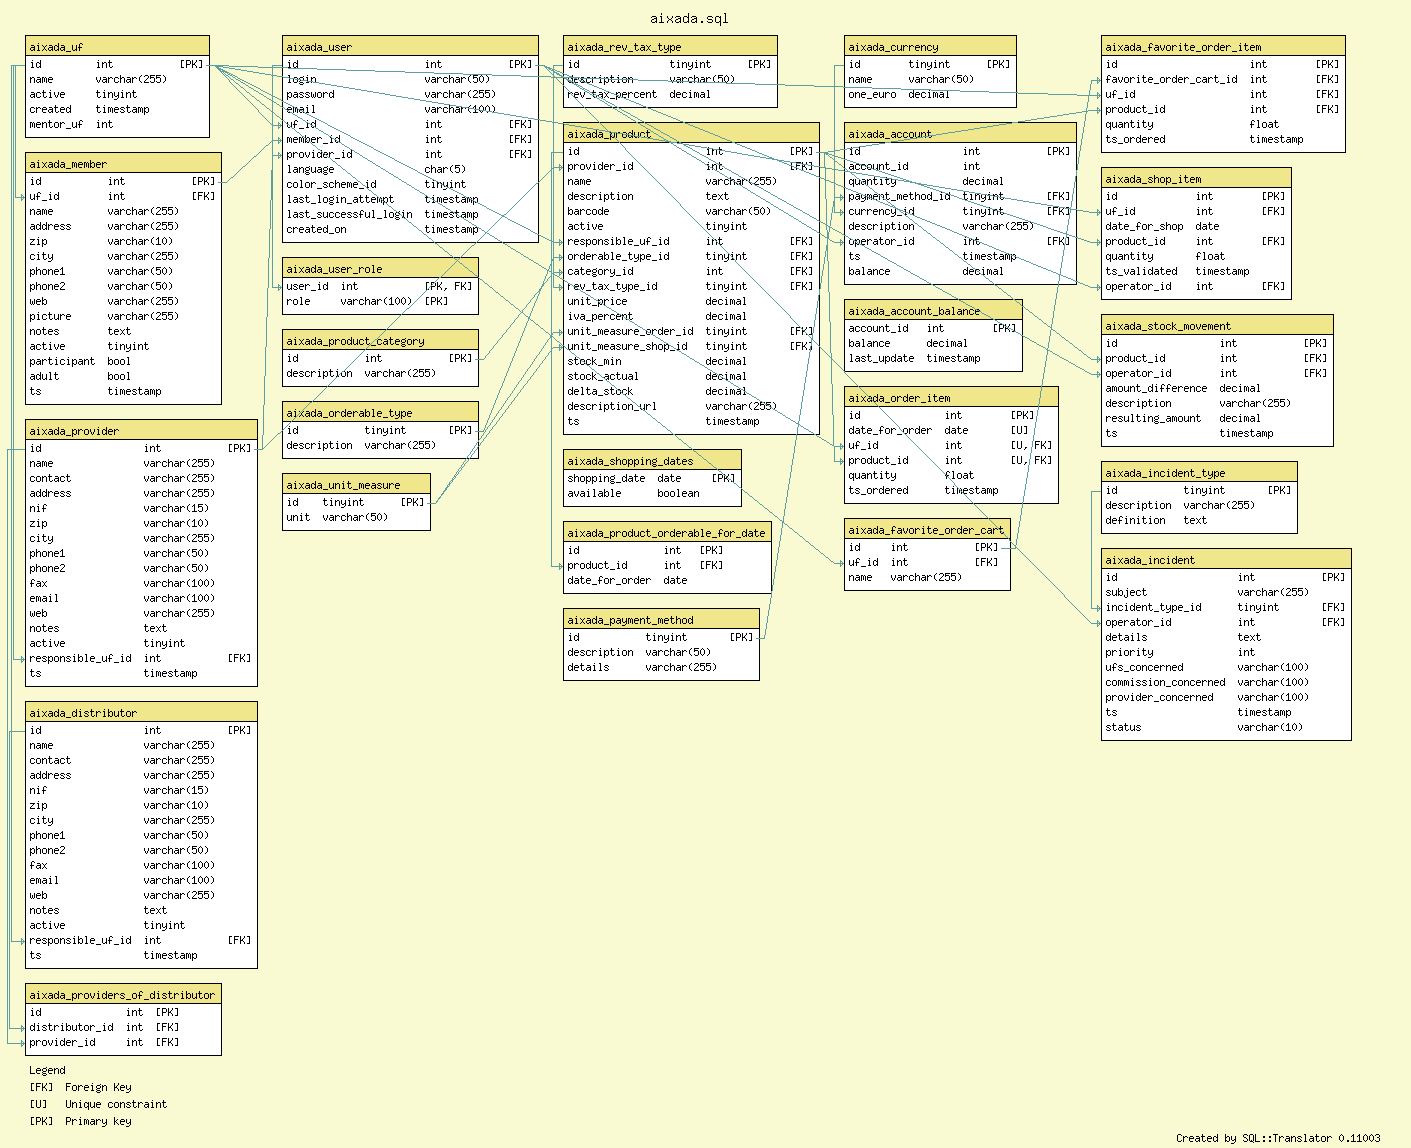 aixada.sql
aixada_uf
id int [PK]
name varchar(255)
active tinyint
created timestamp
mentor_uf int
aixada_member
id int [PK]
uf_id int [FK]
name varchar(255)
address varchar(255)
zip varchar(10)
city varchar(255)
phone1 varchar(50)
phone2 varchar(50)
web varchar(255)
picture varchar(255)
notes text
active tinyint
participant bool
adult bool
ts timestamp
aixada_provider
id int [PK]
name varchar(255)
contact varchar(255)
address varchar(255)
nif varchar(15)
zip varchar(10)
city varchar(255)
phone1 varchar(50)
phone2 varchar(50)
fax varchar(100)
email varchar(100)
web varchar(255)
notes text
active tinyint
responsible_uf_id int [FK]
ts timestamp
aixada_distributor
id int [PK]
name varchar(255)
contact varchar(255)
address varchar(255)
nif varchar(15)
zip varchar(10)
city varchar(255)
phone1 varchar(50)
phone2 varchar(50)
fax varchar(100)
email varchar(100)
web varchar(255)
notes text
active tinyint
responsible_uf_id int [FK]
ts timestamp
aixada_providers_of_distributor
id int [PK]
distributor_id int [FK]
provider_id int [FK]
Legend
[FK] Foreign Key
[U] Unique constraint
[PK] Primary key
aixada_user
id int [PK]
login varchar(50)
password varchar(255)
email varchar(100)
uf_id int [FK]
member_id int [FK]
provider_id int [FK]
language char(5)
color_scheme_id tinyint
last_login_attempt timestamp
last_successful_login timestamp
created_on timestamp
aixada_user_role
user_id int [PK, FK]
role varchar(100) [PK]
aixada_product_category
id int [PK]
description varchar(255)
aixada_orderable_type
id tinyint [PK]
description varchar(255)
aixada_unit_measure
id tinyint [PK]
unit varchar(50)
aixada_rev_tax_type
id tinyint [PK]
description varchar(50)
rev_tax_percent decimal
aixada_product
id int [PK]
provider_id int [FK]
name varchar(255)
description text
barcode varchar(50)
active tinyint
responsible_uf_id int [FK]
orderable_type_id tinyint [FK]
category_id int [FK]
rev_tax_type_id tinyint [FK]
unit_price decimal
iva_percent decimal
unit_measure_order_id tinyint [FK]
unit_measure_shop_id tinyint [FK]
stock_min decimal
stock_actual decimal
delta_stock decimal
description_url varchar(255)
ts timestamp
aixada_shopping_dates
shopping_date date [PK]
available boolean
aixada_product_orderable_for_date
id int [PK]
product_id int [FK]
date_for_order date
aixada_payment_method
id tinyint [PK]
description varchar(50)
details varchar(255)
aixada_currency
id tinyint [PK]
name varchar(50)
one_euro decimal
aixada_account
id int [PK]
account_id int
quantity decimal
payment_method_id tinyint [FK]
currency_id tinyint [FK]
description varchar(255)
operator_id int [FK]
ts timestamp
balance decimal
aixada_account_balance
account_id int [PK]
balance decimal
last_update timestamp
aixada_order_item
id int [PK]
date_for_order date [U]
uf_id int [U, FK]
product_id int [U, FK]
quantity float
ts_ordered timestamp
aixada_favorite_order_cart
id int [PK]
uf_id int [FK]
name varchar(255)
aixada_favorite_order_item
id int [PK]
favorite_order_cart_id int [FK]
uf_id int [FK]
product_id int [FK]
quantity float
ts_ordered timestamp
aixada_shop_item
id int [PK]
uf_id int [FK]
date_for_shop date
product_id int [FK]
quantity float
ts_validated timestamp
operator_id int [FK]
aixada_stock_movement
id int [PK]
product_id int [FK]
operator_id int [FK]
amount_difference decimal
description varchar(255)
resulting_amount decimal
ts timestamp
aixada_incident_type
id tinyint [PK]
description varchar(255)
definition text
aixada_incident
id int [PK]
subject varchar(255)
incident_type_id tinyint [FK]
operator_id int [FK]
details text
priority int
ufs_concerned varchar(100)
commission_concerned varchar(100)
provider_concerned varchar(100)
ts timestamp
status varchar(10)
Created by SQL::Translator 0.11003